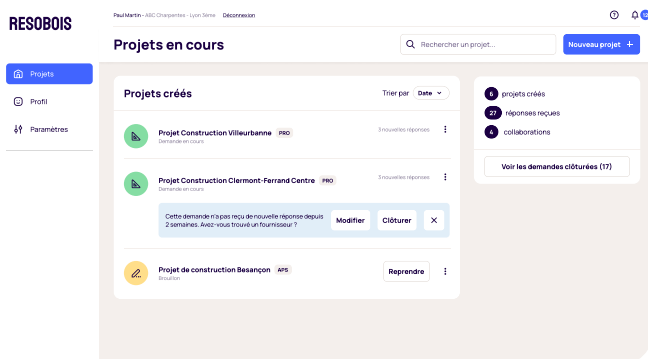 RESOBOIS
Paul Martin - ABC Charpentes - Lyon 3ème Déconnexion
Projets en cours
Rechercher un projet...
Nouveau projet +
Projets
Profil
Paramètres
Projets créés
Trier par Date
Projet Construction Villeurbanne PRO
Demande en cours
3 nouvelles réponses
Projet Construction Clermont-Ferrand Centre PRO
Demande en cours
3 nouvelles réponses
Cette demande n'a pas reçu de nouvelle réponse depuis
2 semaines. Avez-vous trouvé un fournisseur ?
Modifier
Clôturer
Projet de construction Besançon APS
Brouillon
Reprendre
6 projets créés
27 réponses reçues
4 collaborations
Voir les demandes clôturées (17)